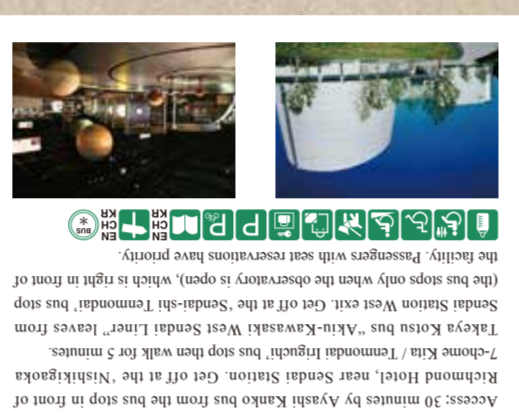 Access: 30 minutes by Ayashi Kanko bus from the bus stop in front of
Richmond Hotel, near Sendai Station. Get off at the 'Nishikigaoka
7-chome Kita / Tenmondai Iriguchi' bus stop then walk for 5 minutes.
Takeya Kotsu bus "Akiu-Kawasaki West Sendai Liner" leaves from
Sendai Station West exit. Get off at the 'Sendai-shi Tenmondai' bus stop
(the bus stops only when the observatory is open), which is right in front of
the facility. Passengers with seat reservations have priority.
P P EN CH KR EN CH KR BUS *